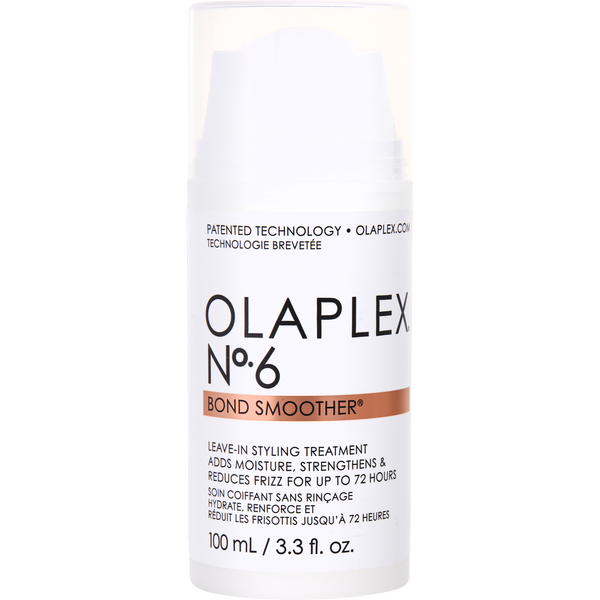 PATENTED TECHNOLOGY • OLAPLEX.COM
TECHNOLOGIE BREVETÉE
OLAPLEX.
Nº.6
BOND SMOOTHER®
LEAVE-IN STYLING TREATMENT
ADDS MOISTURE, STRENGTHENS &
REDUCES FRIZZ FOR UP TO 72 HOURS
SOIN COIFFANT SANS RINÇAGE
HYDRATE, RENFORCE ET
RÉDUIT LES FRISOTTIS JUSQU'À 72 HEURES
100 mL / 3.3 fl. oz.